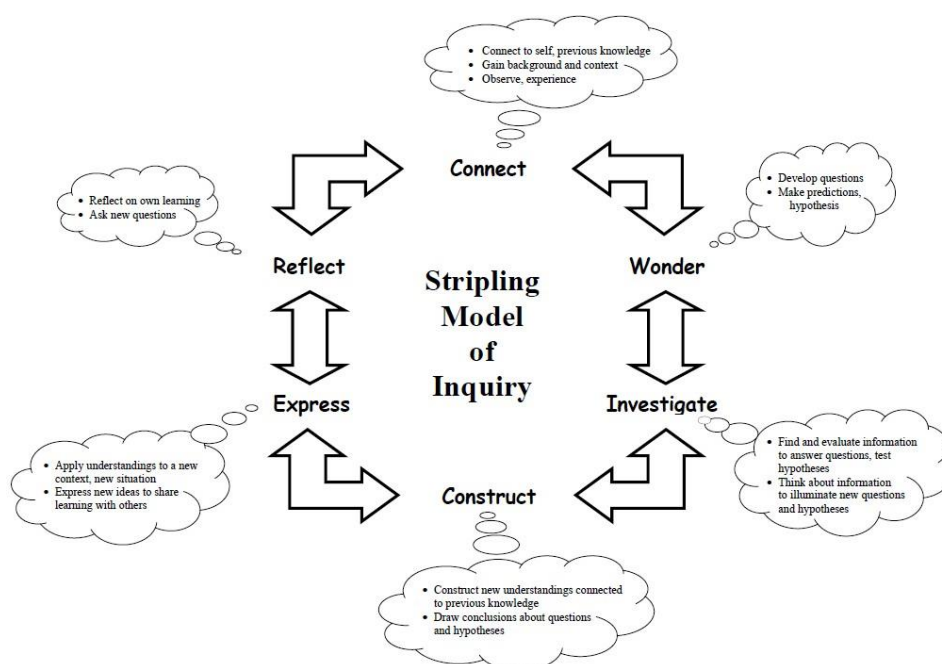 • Connect to self, previous knowledge
• Gain background and context
• Observe, experience
Connect
• Develop questions
• Make predictions,
hypothesis
Wonder
• Find and evaluate information
to answer questions, test
hypotheses
• Think about information
to illuminate new questions
and hypotheses
Investigate
Construct
• Construct new understandings connected
to previous knowledge
• Draw conclusions about questions
and hypotheses
Express
• Apply understandings to a new
context, new situation
• Express new ideas to share
learning with others
Reflect
• Reflect on own learning
• Ask new questions
Stripling
Model
of
Inquiry